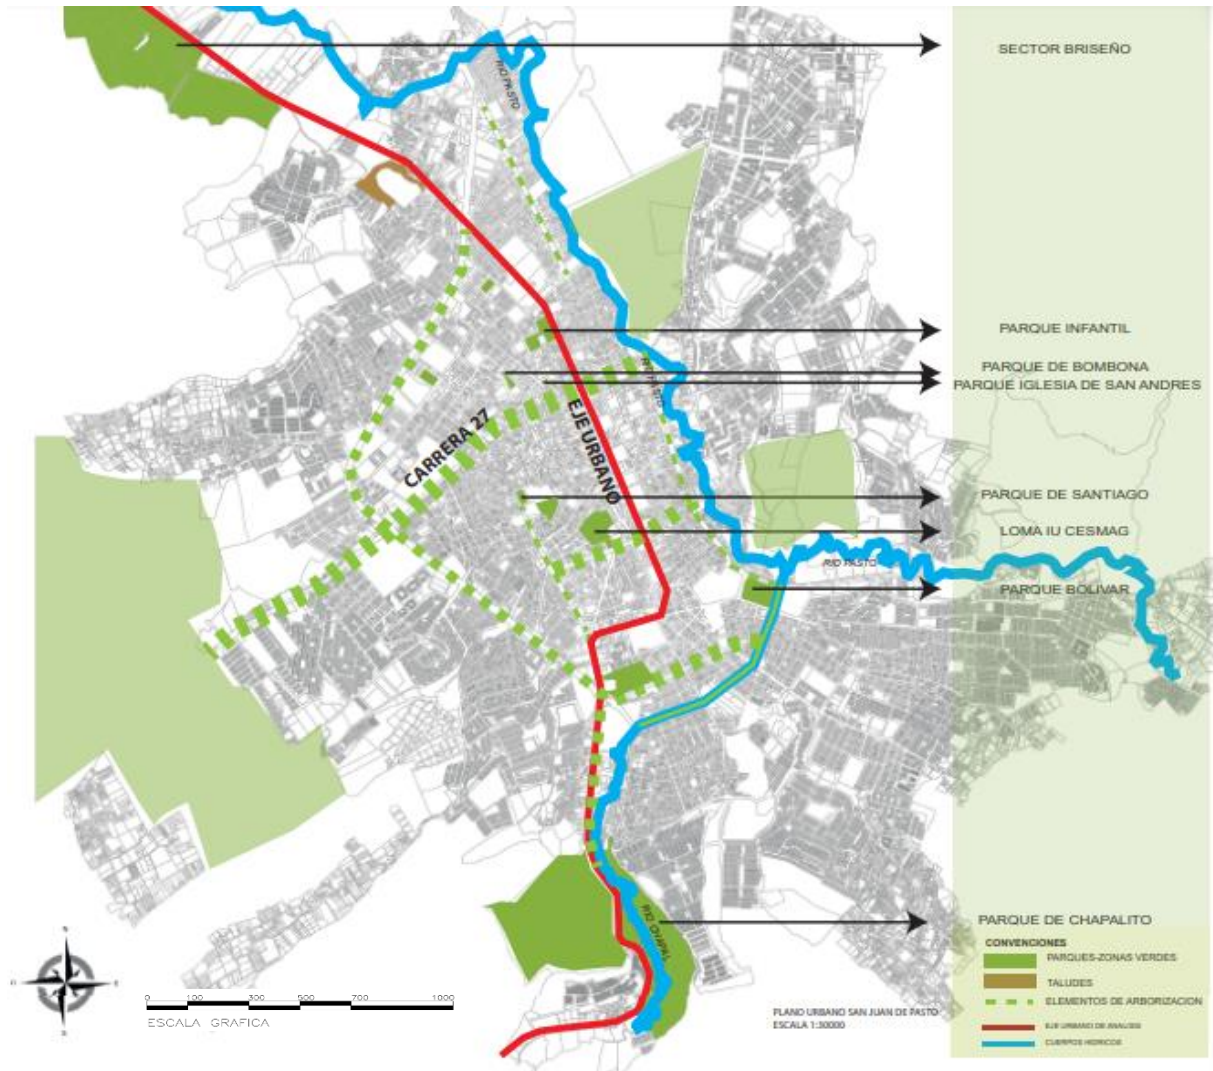 SECTOR BRISEÑO
RIO PASTO
PARQUE INFANTIL
PARQUE DE BOMBONA
PARQUE IGLESIA DE SAN ANDRES
RIO PASTO
CARRERA 27
EJE URBANO
PARQUE DE SANTIAGO
LOMA IU CESMAG
RIO PASTO
PARQUE BOLIVAR
RIO CHAPAL
PARQUE DE CHAPALITO
CONVENCIONES
PARQUES-ZONAS VERDES
TALUDES
ELEMENTOS DE ARBORIZACION
EJE URBANO DE ANALISIS
CUERPOS HIDRICOS
0 100 300 500 700 1000
ESCALA GRAFICA
PLANO URBANO SAN JUAN DE PASTO
ESCALA 1:30000